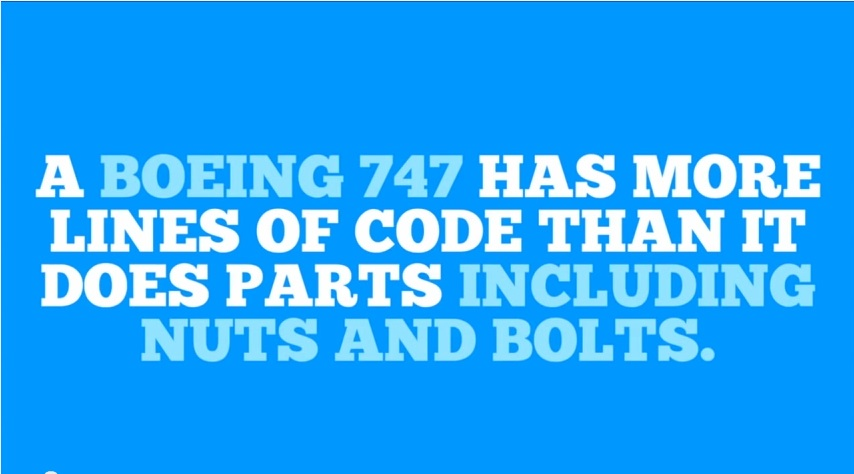 A BOEING 747 HAS MORE
LINES OF CODE THAN IT
DOES PARTS INCLUDING
NUTS AND BOLTS.